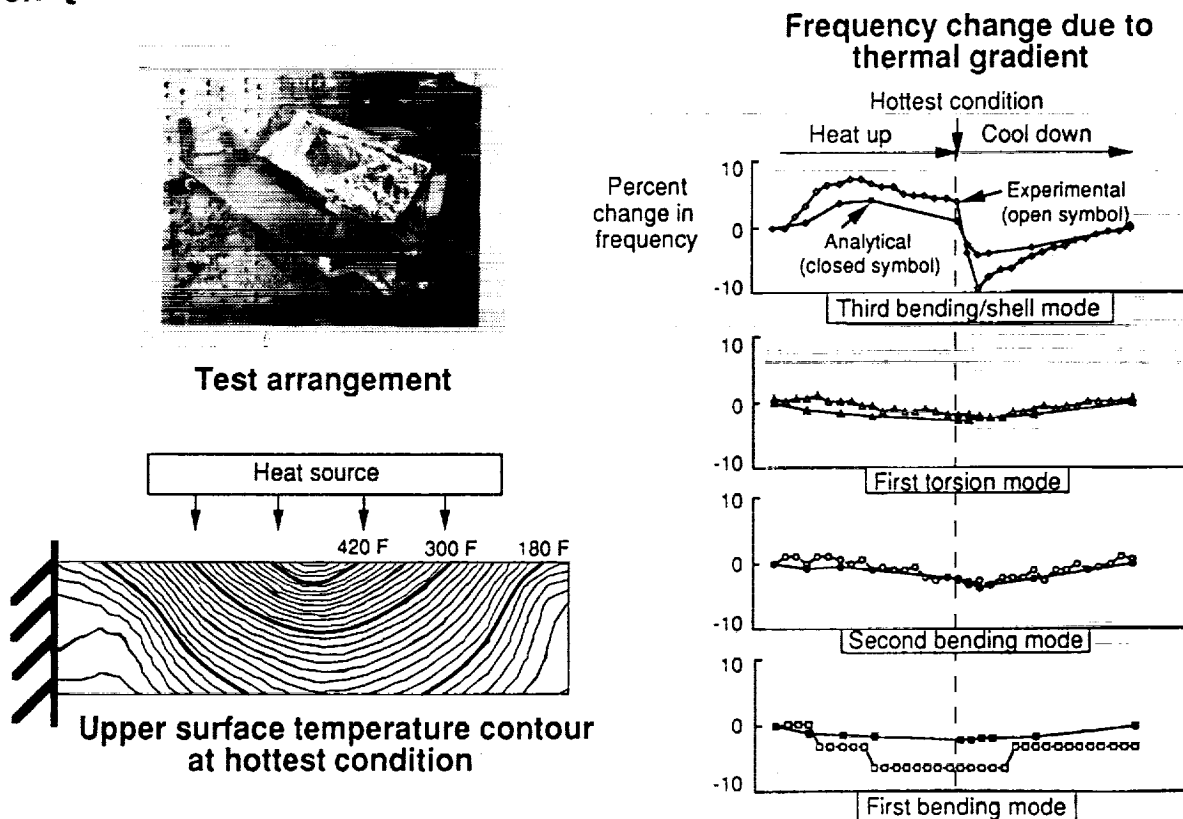 Test arrangement
Heat source
420 F 300 F 180 F
Upper surface temperature contour
at hottest condition
Frequency change due to
thermal gradient
Hottest condition
Heat up
Cool down
Percent
change in
frequency
10
0
-10
Experimental
(open symbol)
Analytical
(closed symbol)
Third bending/shell mode
10
0
-10
First torsion mode
10
0
-10
Second bending mode
10
0
-10
First bending mode